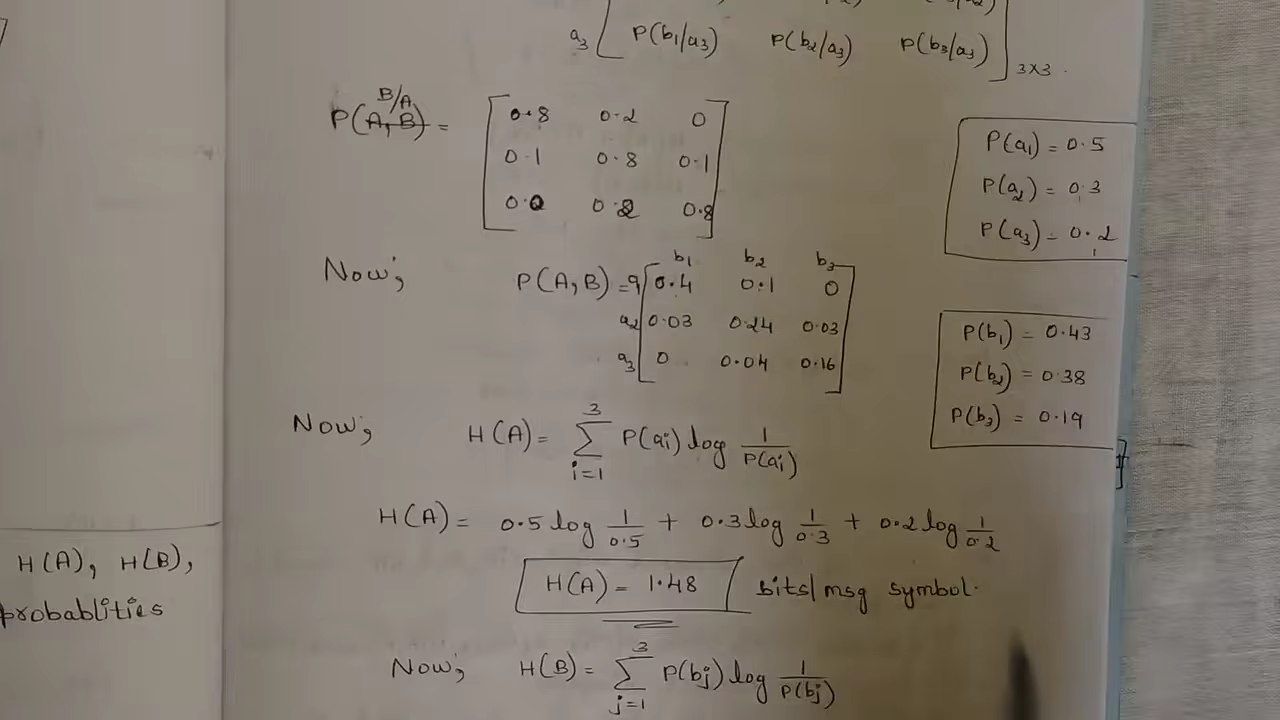 a3 [ P(b1/a3) P(b2/a3) P(b3/a3) ] 3×3.
B/A
P(A,B) = [ 0.8 0.2 0
0.1 0.8 0.1
0.0 0.2 0.8 ]
P(a1) = 0.5
P(a2) = 0.3
P(a3) = 0.2
b1 b2 b3
Now; P(A,B) = a1 [ 0.4 0.1 0
a2 0.03 0.24 0.03
a3 0 0.04 0.16 ]
P(b1) = 0.43
P(b2) = 0.38
P(b3) = 0.19
Now; H(A) = 3∑i=1 P(ai) log 1/P(ai)
H(A) = 0.5 log 1/0.5 + 0.3 log 1/0.3 + 0.2 log 1/0.2
H(A) = 1.48 bits/msg symbol.
Now; H(B) = 3∑j=1 P(bj) log 1/P(bj)
H(A), H(B),
probablities